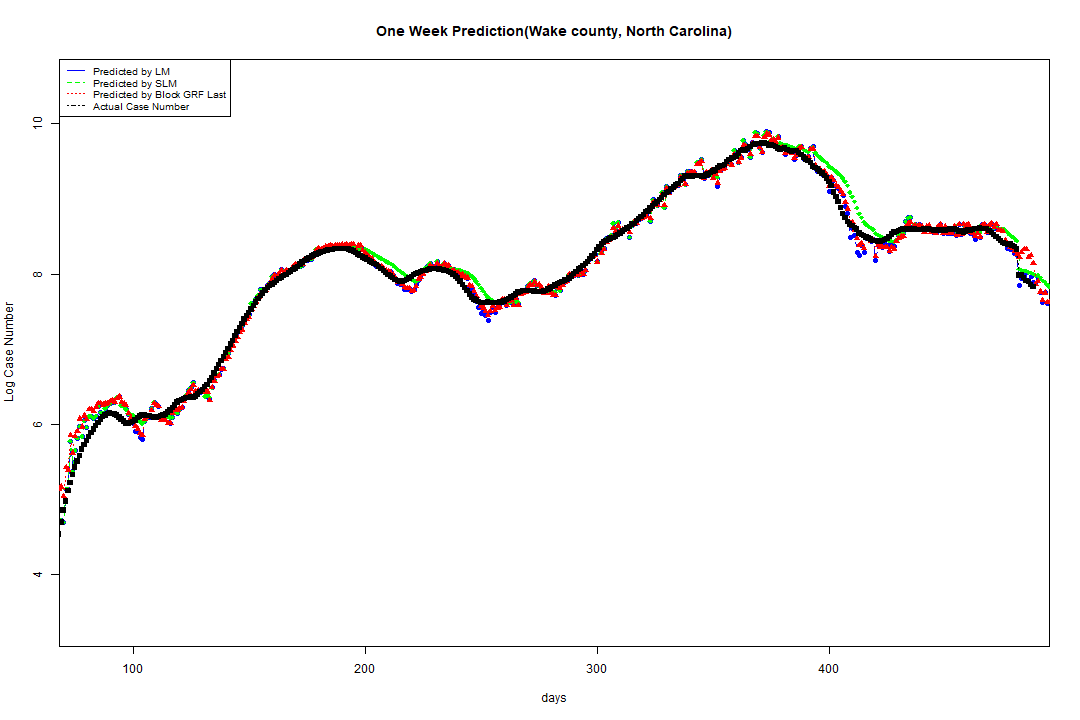 One Week Prediction(Wake county, North Carolina)
Predicted by LM
Predicted by SLM
Predicted by Block GRF Last
Actual Case Number
10
8
6
4
Log Case Number
100 200 300 400
days